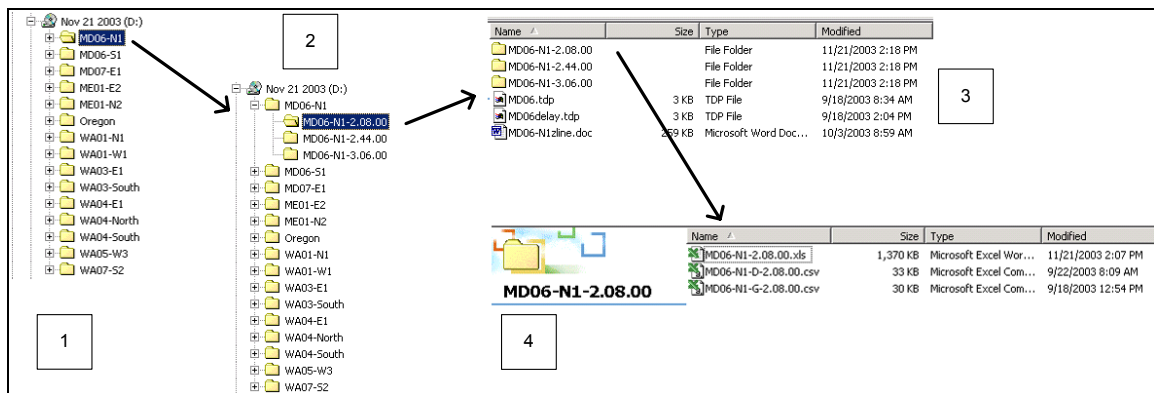 Nov 21 2003 (D:)
MD06-N1
MD06-S1
MD07-E1
ME01-E2
ME01-N2
Oregon
WA01-N1
WA01-W1
WA03-E1
WA03-South
WA04-E1
WA04-North
WA04-South
WA05-W3
WA07-S2
1
2
Nov 21 2003 (D:)
MD06-N1
MD06-N1-2.08.00
MD06-N1-2.44.00
MD06-N1-3.06.00
MD06-S1
MD07-E1
ME01-E2
ME01-N2
Oregon
WA01-N1
WA01-W1
WA03-E1
WA03-South
WA04-E1
WA04-North
WA04-South
WA05-W3
WA07-S2
Name Size Type Modified
MD06-N1-2.08.00 File Folder 11/21/2003 2:18 PM
MD06-N1-2.44.00 File Folder 11/21/2003 2:18 PM
MD06-N1-3.06.00 File Folder 11/21/2003 2:18 PM
MD06.tdp 3 KB TDP File 9/18/2003 8:34 AM
MD06delay.tdp 3 KB TDP File 9/18/2003 2:04 PM
MD06-N1zline.doc 259 KB Microsoft Word Doc... 10/3/2003 8:59 AM
3
MD06-N1-2.08.00
4
Name Size Type Modified
MD06-N1-2.08.00.xls 1,370 KB Microsoft Excel Wor... 11/21/2003 2:07 PM
MD06-N1-D-2.08.00.csv 33 KB Microsoft Excel Com... 9/22/2003 8:09 AM
MD06-N1-G-2.08.00.csv 30 KB Microsoft Excel Com... 9/18/2003 12:54 PM